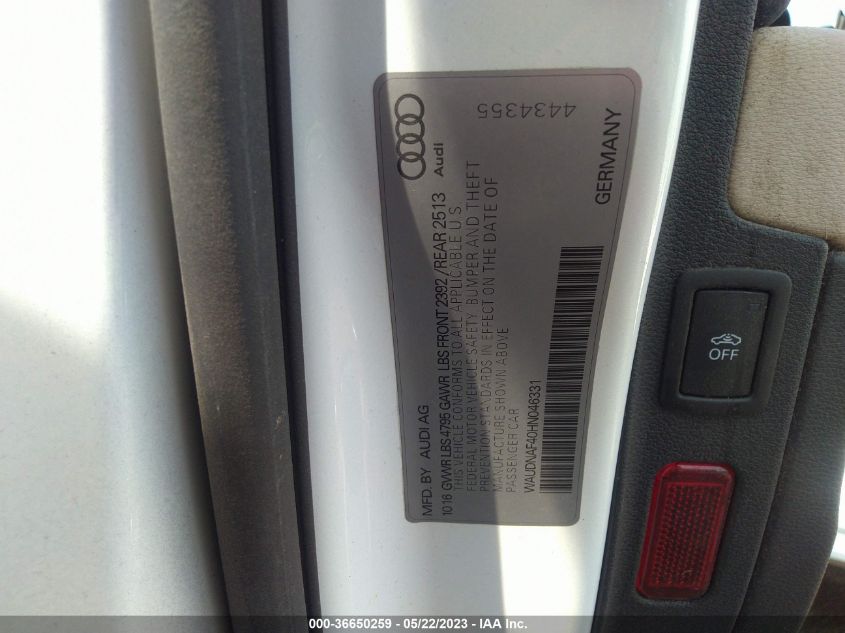 MFD. BY AUDI AG
10 16 GVWR LBS 4795 GAWR LBS FRONT 2392 / REAR 2513
THIS VEHICLE CONFORMS TO ALL APPLICABLE U S
FEDERAL MOTOR VEHICLE SAFETY, BUMPER AND THEFT
PREVENTION STANDARDS IN EFFECT ON THE DATE OF
MANUFACTURE SHOWN ABOVE
PASSENGER CAR
WAUDNAF40HN046331
Audi
4434355
GERMANY
OFF
000-36650259 - 05/22/2023 - IAA Inc.